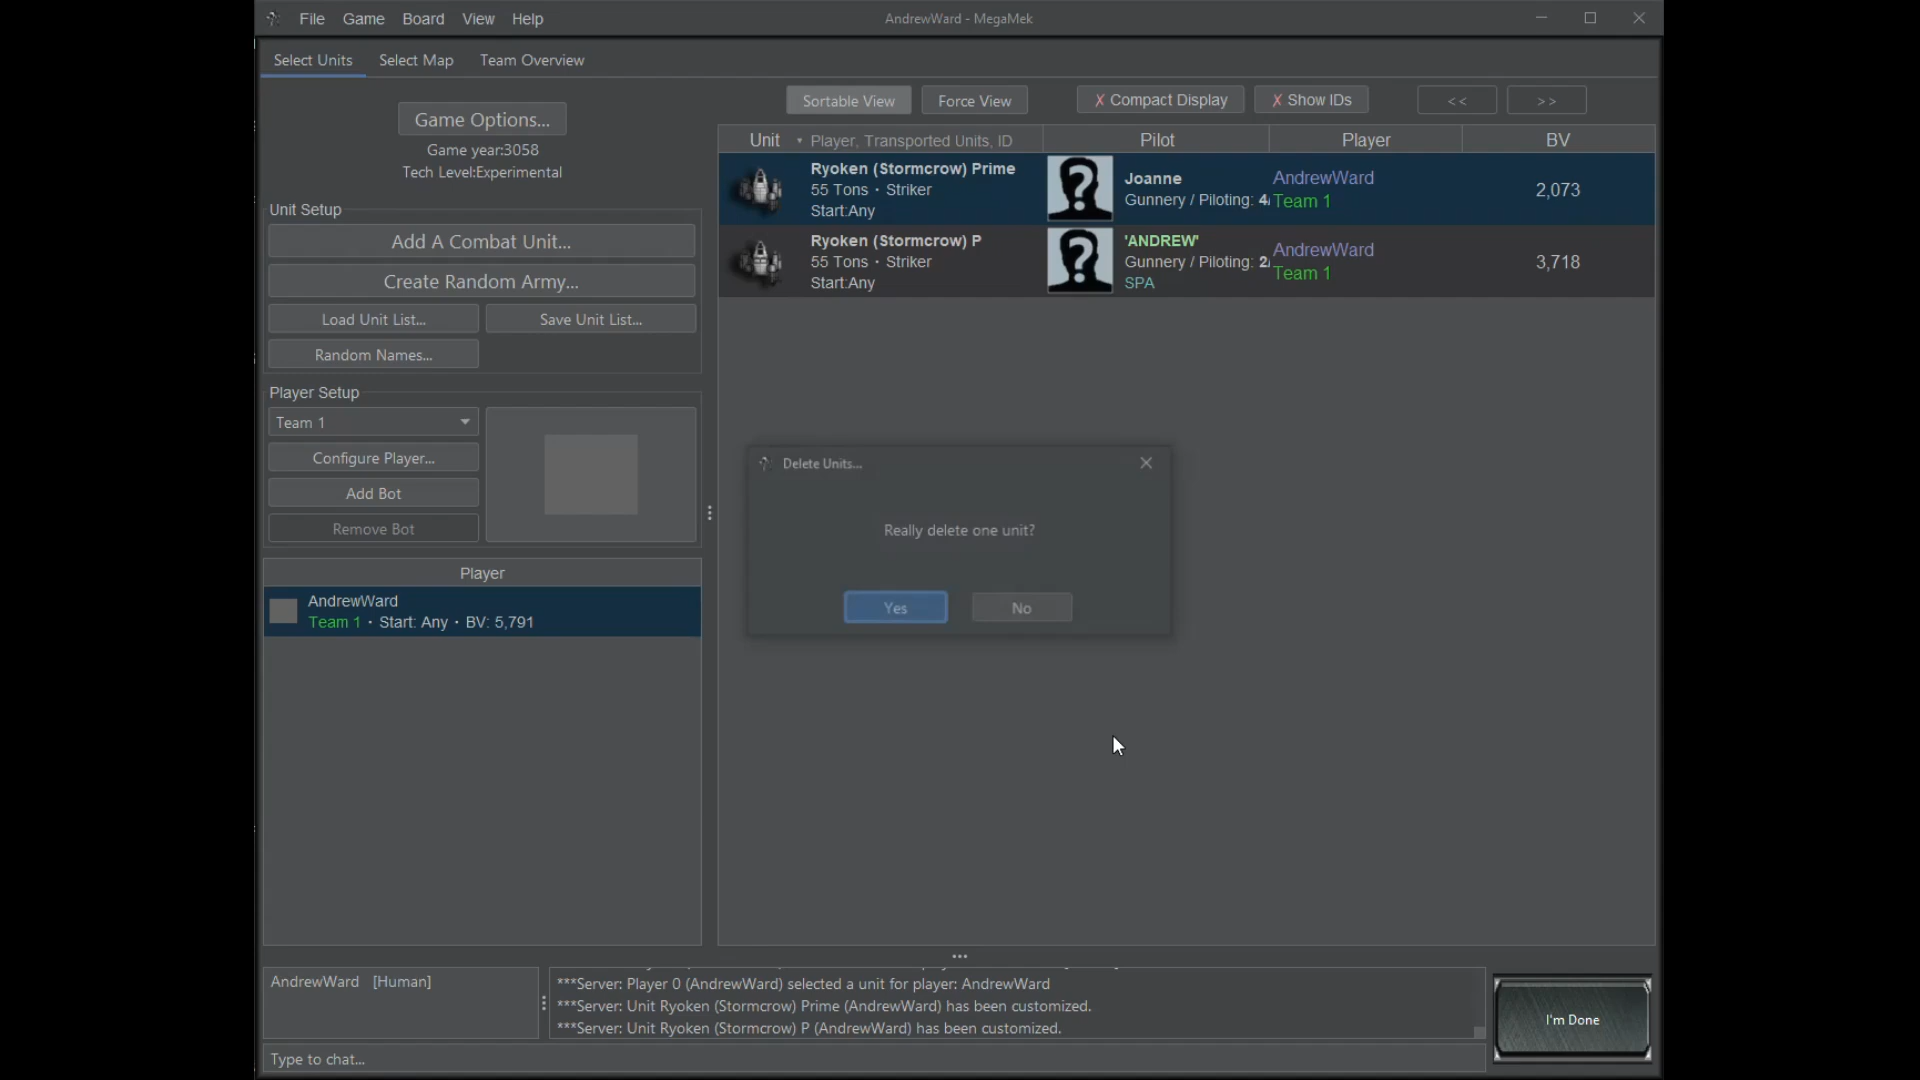 File Game Board View Help
AndrewWard - MegaMek
Select Units Select Map Team Overview
Game Options...
Game year:3058
Tech Level:Experimental
Unit Setup
Add A Combat Unit...
Create Random Army...
Load Unit List... Save Unit List...
Random Names...
Player Setup
Team 1
Configure Player...
Add Bot
Remove Bot
Player
AndrewWard
Team 1 • Start: Any • BV: 5,791
Sortable View Force View ✗ Compact Display ✗ Show IDs << >>
Unit Player, Transported Units, ID Pilot Player BV
Ryoken (Stormcrow) Prime
55 Tons • Striker
Start:Any
Joanne
Gunnery / Piloting: 4/
AndrewWard
Team 1
2,073
Ryoken (Stormcrow) P
55 Tons • Striker
Start:Any
'ANDREW'
Gunnery / Piloting: 2/
SPA
AndrewWard
Team 1
3,718
Delete Units...
Really delete one unit?
Yes No
AndrewWard [Human]
***Server: Player 0 (AndrewWard) selected a unit for player: AndrewWard
***Server: Unit Ryoken (Stormcrow) Prime (AndrewWard) has been customized.
***Server: Unit Ryoken (Stormcrow) P (AndrewWard) has been customized.
Type to chat...
I'm Done